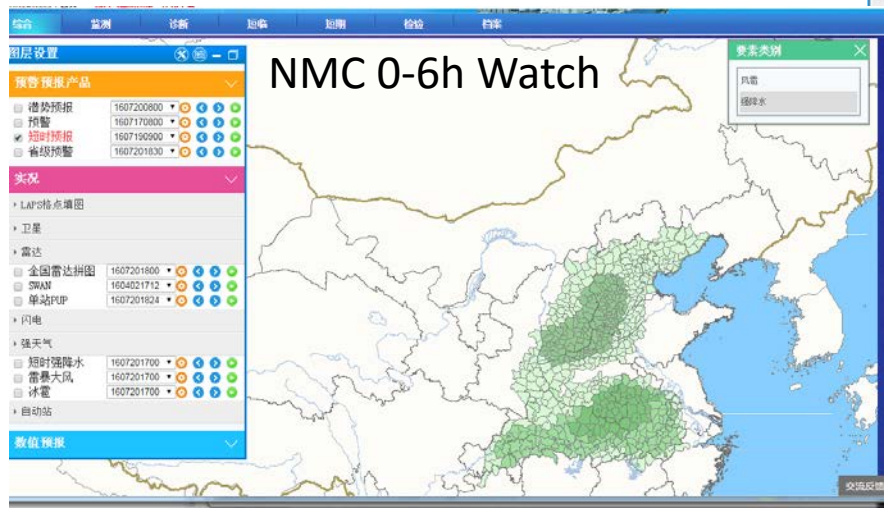 综合 监测 诊断 短临 短期 检验 档案
图层设置
NMC 0-6h Watch
要素类别
风雹
强降水
预警预报产品
潜势预报 1607200800
预警 1607170800
短时预报 1607190900
省级预警 1607201830
实况
LAPS格点填图
卫星
雷达
全国雷达拼图 1607201800
SWAN 1604021712
单站PUP 1607201824
闪电
强天气
短时强降水 1607201700
雷暴大风 1607201700
冰雹 1607201700
自动站
数值预报
交流反馈